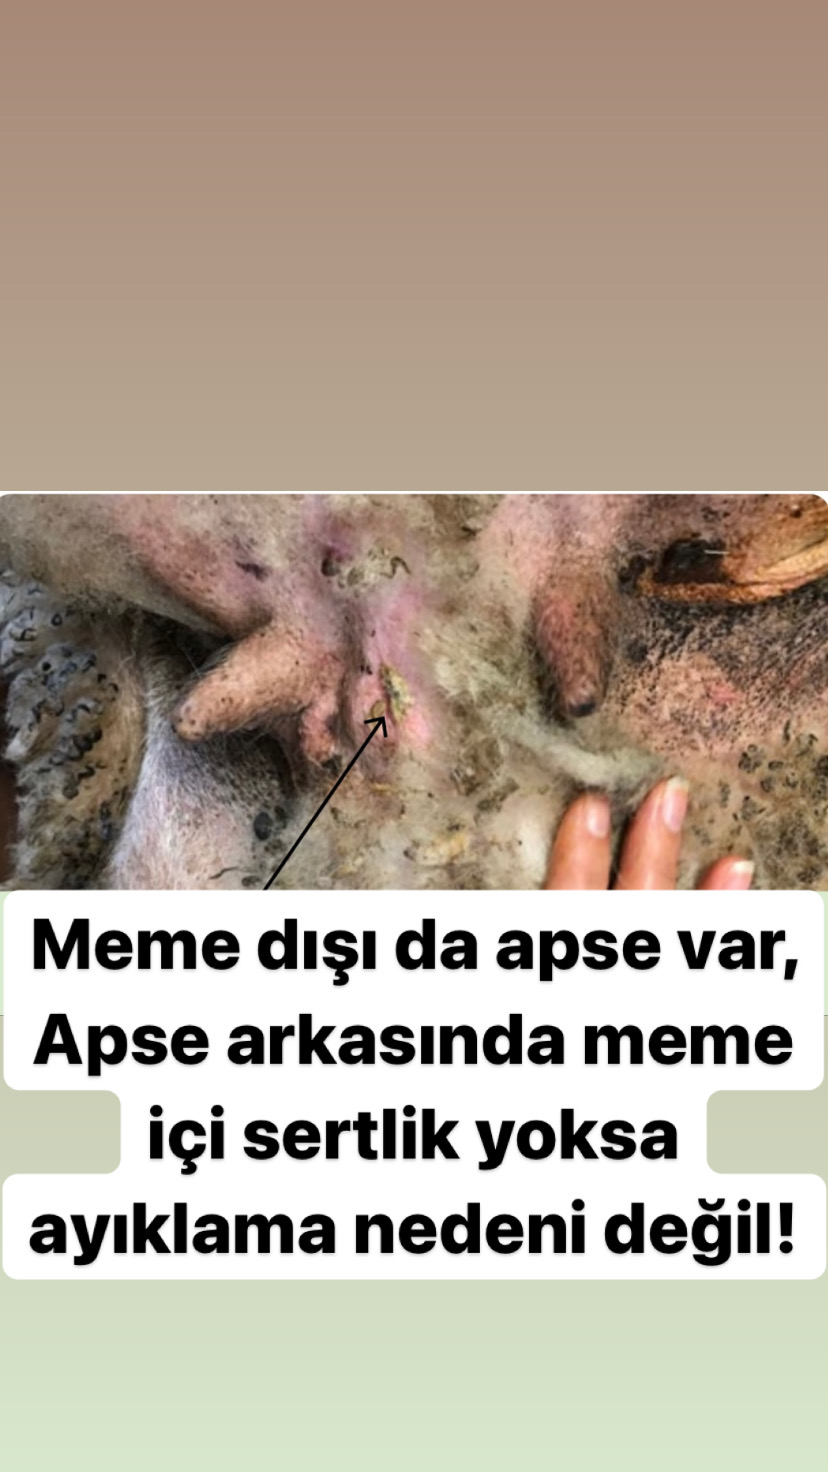 Meme dışı da apse var,
Apse arkasında meme
içi sertlik yoksa
ayıklama nedeni değil!